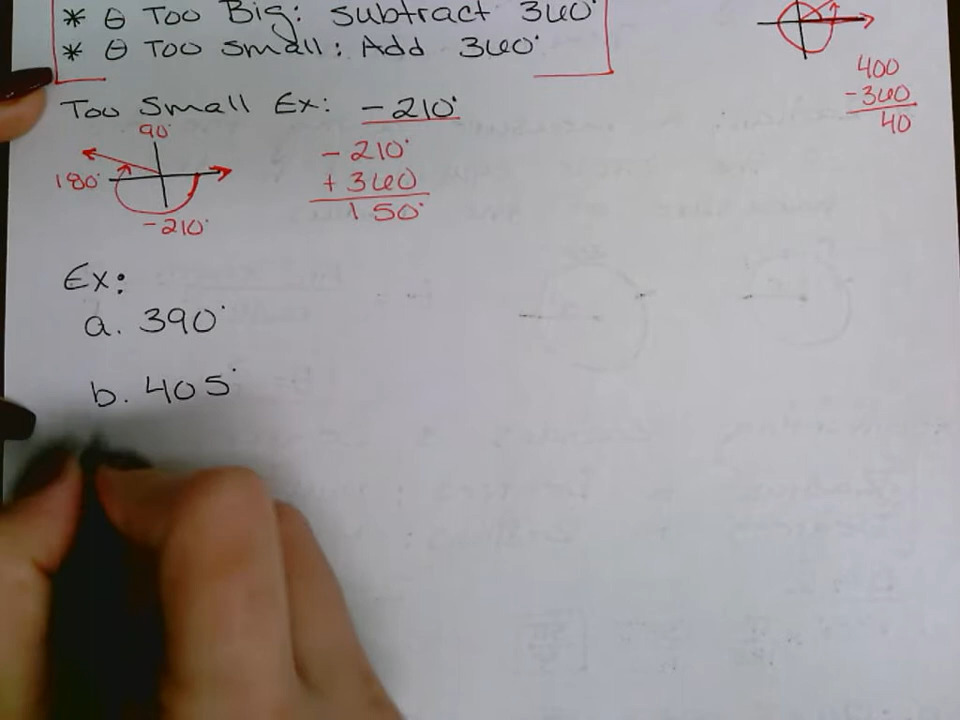 * θ Too Big: subtract 360°
* θ Too small: Add 360°
400
-360
40
Too Small Ex: -210°
90°
180°
-210°
-210°
+360
150°
Ex:
a. 390°
b. 405°